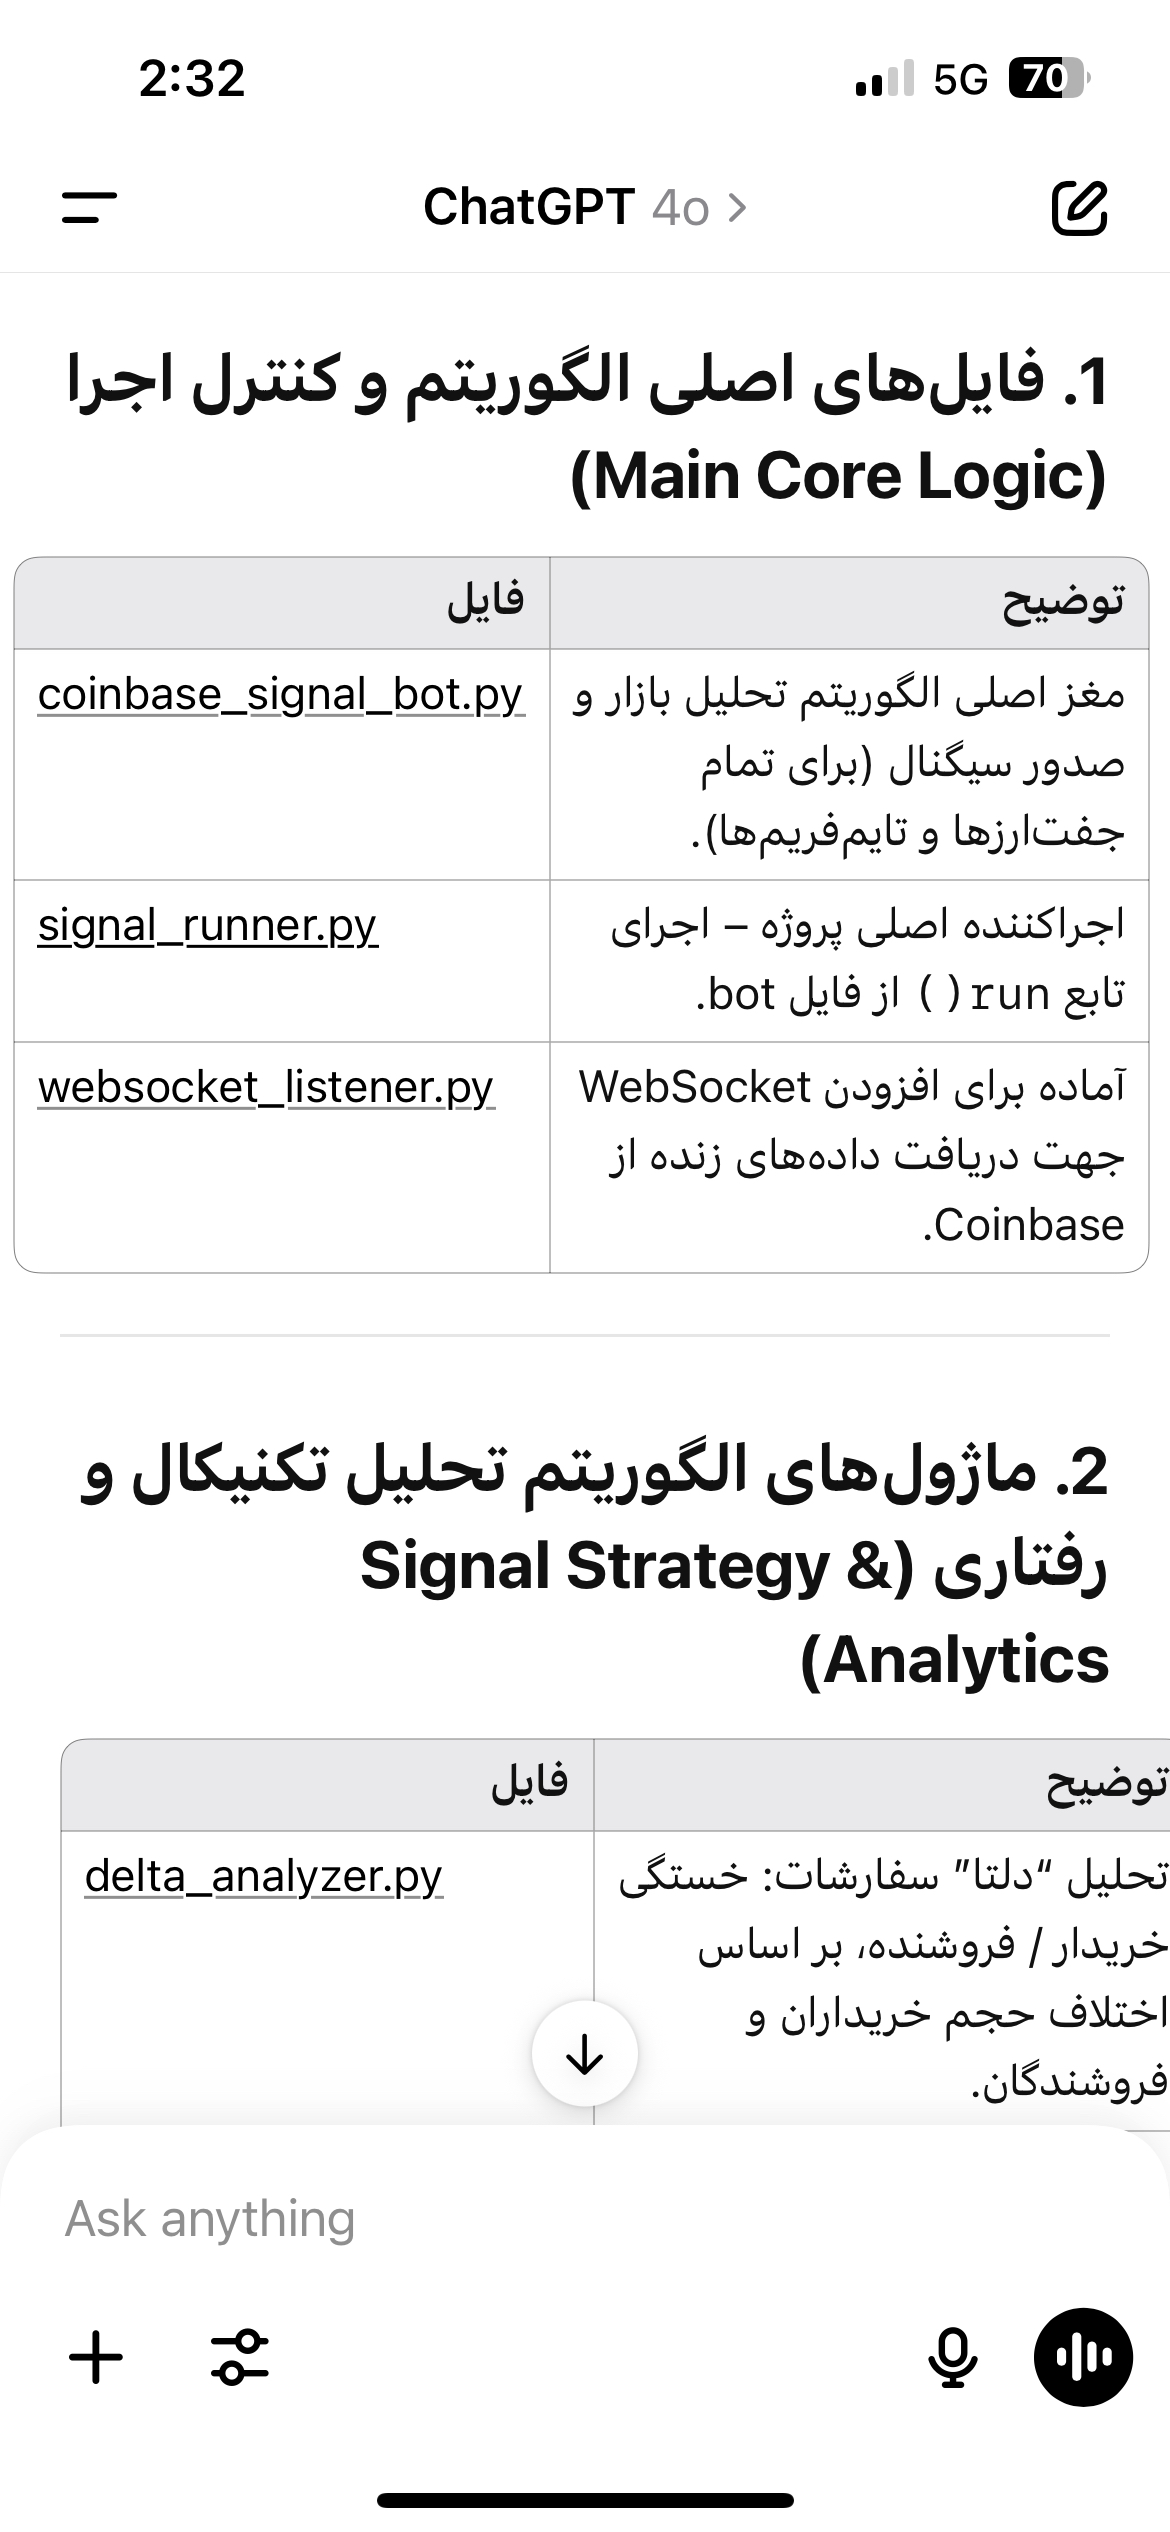 2:32
5G 70
ChatGPT 4o >
1. فایل‌های اصلی الگوریتم و کنترل اجرا
(Main Core Logic)
توضیح
فایل
مغز اصلی الگوریتم تحلیل بازار و
صدور سیگنال (برای تمام
جفت‌ارزها و تایم‌فریم‌ها).
coinbase_signal_bot.py
اجراکننده اصلی پروژه – اجرای
تابع run() از فایل bot.
signal_runner.py
آماده برای افزودن WebSocket
جهت دریافت داده‌های زنده از
Coinbase.
websocket_listener.py
2. ماژول‌های الگوریتم تحلیل تکنیکال و
رفتاری (Signal Strategy &
Analytics)
توضیح
فایل
تحلیل “دلتا” سفارشات: خستگی
خریدار / فروشنده، بر اساس
اختلاف حجم خریداران و
فروشندگان.
delta_analyzer.py
Ask anything